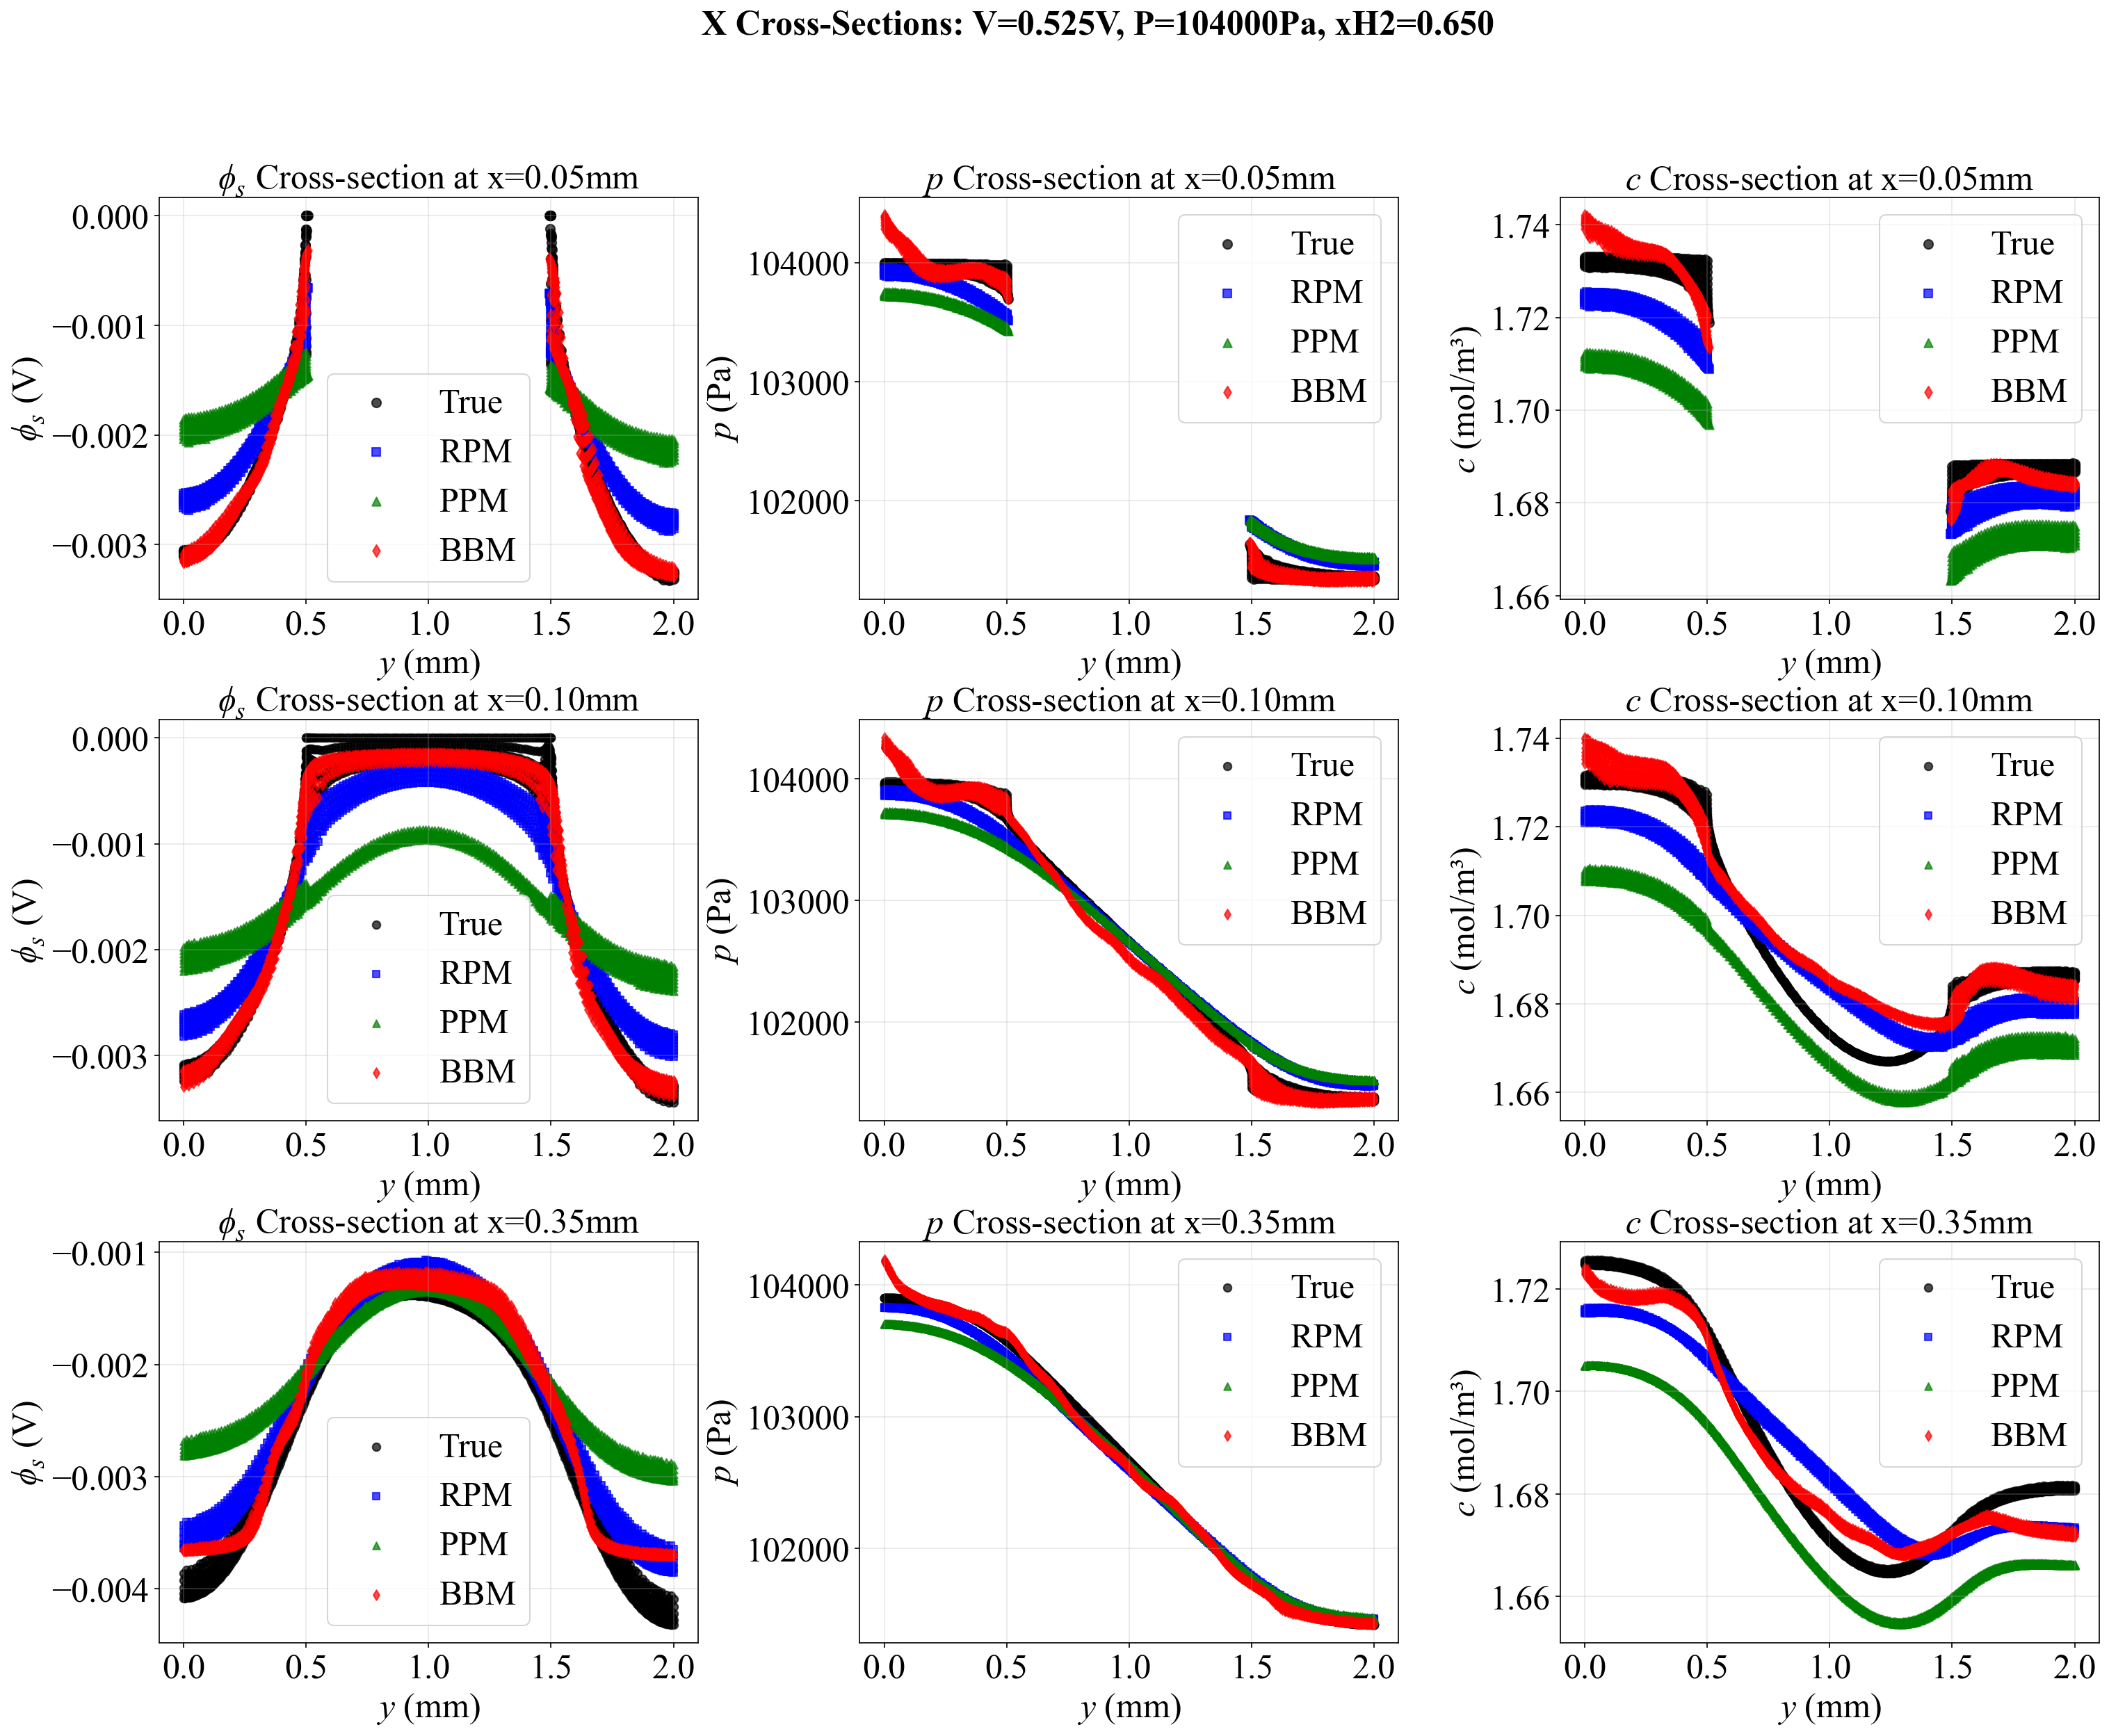 X Cross-Sections: V=0.525V, P=104000Pa, xH2=0.650
ϕs Cross-section at x=0.05mm
0.000
−0.001
−0.002
−0.003
ϕs (V)
True
RPM
PPM
BBM
0.0 0.5 1.0 1.5 2.0
y (mm)
p Cross-section at x=0.05mm
104000
103000
102000
p (Pa)
True
RPM
PPM
BBM
0.0 0.5 1.0 1.5 2.0
y (mm)
c Cross-section at x=0.05mm
1.74
1.72
1.70
1.68
1.66
c (mol/m³)
True
RPM
PPM
BBM
0.0 0.5 1.0 1.5 2.0
y (mm)
ϕs Cross-section at x=0.10mm
0.000
−0.001
−0.002
−0.003
ϕs (V)
True
RPM
PPM
BBM
0.0 0.5 1.0 1.5 2.0
y (mm)
p Cross-section at x=0.10mm
104000
103000
102000
p (Pa)
True
RPM
PPM
BBM
0.0 0.5 1.0 1.5 2.0
y (mm)
c Cross-section at x=0.10mm
1.74
1.72
1.70
1.68
1.66
c (mol/m³)
True
RPM
PPM
BBM
0.0 0.5 1.0 1.5 2.0
y (mm)
ϕs Cross-section at x=0.35mm
−0.001
−0.002
−0.003
−0.004
ϕs (V)
True
RPM
PPM
BBM
0.0 0.5 1.0 1.5 2.0
y (mm)
p Cross-section at x=0.35mm
104000
103000
102000
p (Pa)
True
RPM
PPM
BBM
0.0 0.5 1.0 1.5 2.0
y (mm)
c Cross-section at x=0.35mm
1.72
1.70
1.68
1.66
c (mol/m³)
True
RPM
PPM
BBM
0.0 0.5 1.0 1.5 2.0
y (mm)